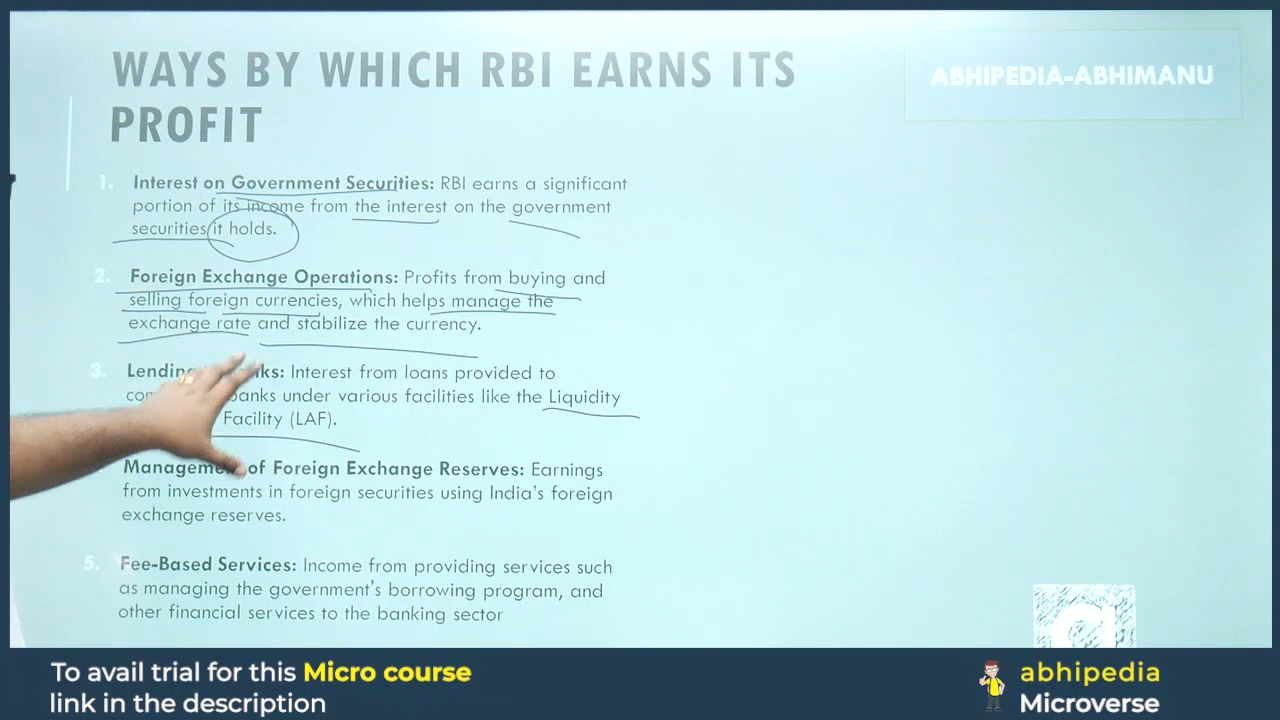 WAYS BY WHICH RBI EARNS ITS
PROFIT
ABHIPEDIA-ABHIMANU
1. Interest on Government Securities: RBI earns a significant
portion of its income from the interest on the government
securities it holds.
2. Foreign Exchange Operations: Profits from buying and
selling foreign currencies, which helps manage the
exchange rate and stabilize the currency.
3. Interest from loans provided to
under various facilities like the Liquidity
Facility (LAF).
Management of Foreign Exchange Reserves: Earnings
from investments in foreign securities using India's foreign
exchange reserves.
5. Fee-Based Services: Income from providing services such
as managing the government's borrowing program, and
other financial services to the banking sector
To avail trial for this Micro course
link in the description
abhipedia
Microverse